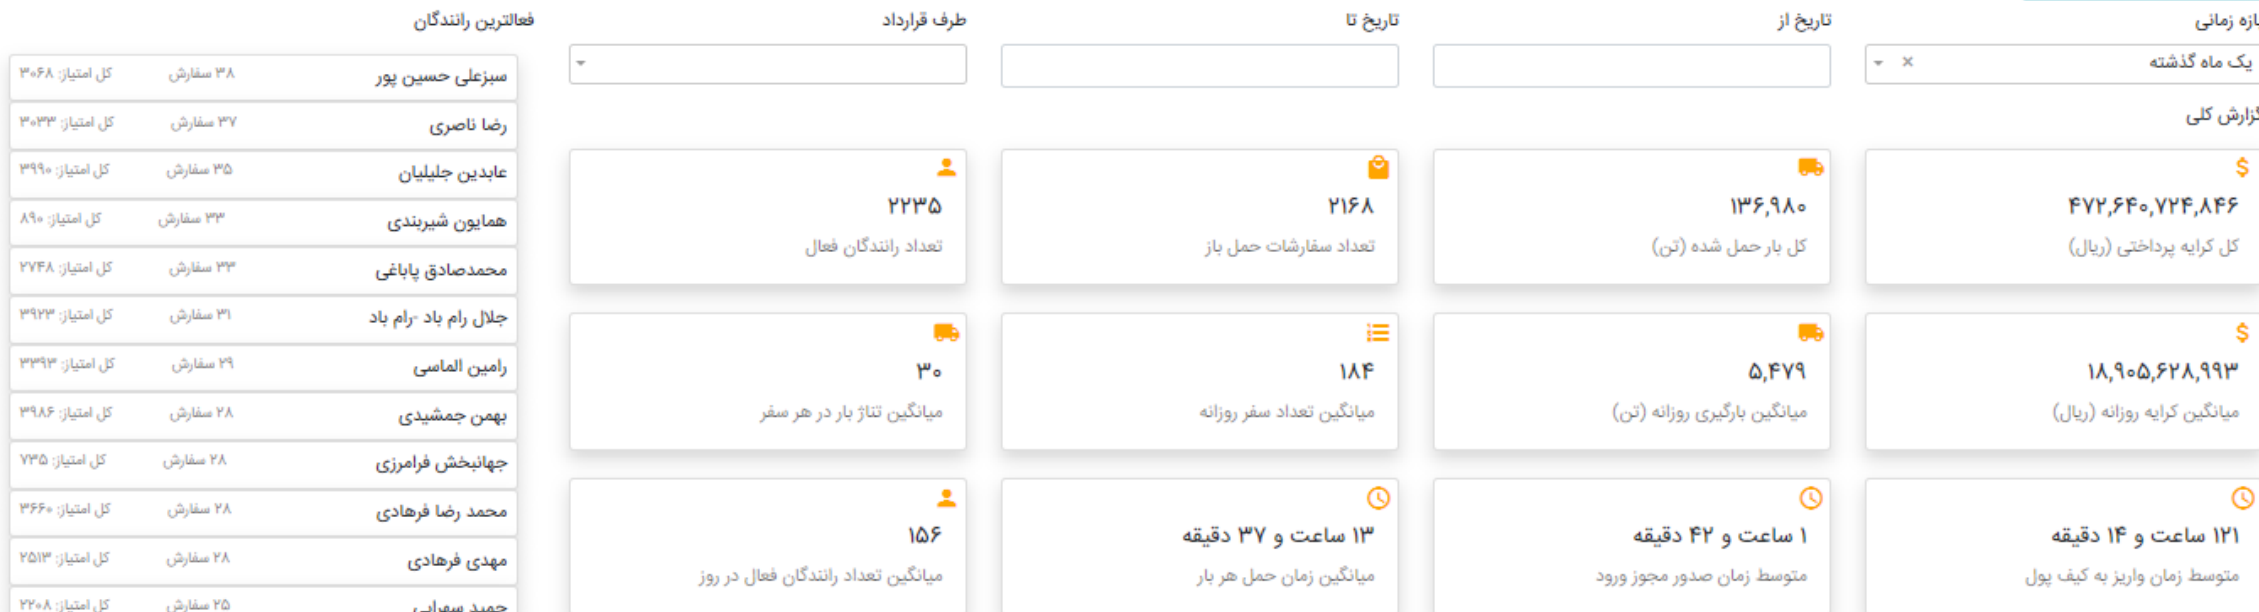 بازه زمانی
یک ماه گذشته ×
تاریخ از
تاریخ تا
طرف قرارداد
گزارش کلی
۴۷۲,۶۴۰,۷۲۴,۸۴۶
کل کرایه پرداختی (ریال)
۱۳۶,۹۸۰
کل بار حمل شده (تن)
۲۱۶۸
تعداد سفارشات حمل باز
۲۲۳۵
تعداد رانندگان فعال
۱۸,۹۰۵,۶۲۸,۹۹۳
میانگین کرایه روزانه (ریال)
۵,۴۷۹
میانگین بارگیری روزانه (تن)
۱۸۴
میانگین تعداد سفر روزانه
۳۰
میانگین تناژ بار در هر سفر
۱۲۱ ساعت و ۱۴ دقیقه
متوسط زمان واریز به کیف پول
۱ ساعت و ۴۲ دقیقه
متوسط زمان صدور مجوز ورود
۱۳ ساعت و ۳۷ دقیقه
میانگین زمان حمل هر بار
۱۵۶
میانگین تعداد رانندگان فعال در روز
فعالترین رانندگان
سبزعلی حسین پور ۳۸ سفارش کل امتیاز: ۳۰۶۸
رضا ناصری ۳۷ سفارش کل امتیاز: ۳۰۳۳
عابدین جلیلیان ۳۵ سفارش کل امتیاز: ۳۹۹۰
همایون شیربندی ۳۳ سفارش کل امتیاز: ۸۹۰
محمدصادق پاباغی ۳۳ سفارش کل امتیاز: ۲۷۴۸
جلال رام باد -رام باد ۳۱ سفارش کل امتیاز: ۳۹۲۳
رامین الماسی ۲۹ سفارش کل امتیاز: ۳۳۹۳
بهمن جمشیدی ۲۸ سفارش کل امتیاز: ۳۹۸۶
جهانبخش فرامرزی ۲۸ سفارش کل امتیاز: ۷۳۵
محمد رضا فرهادی ۲۸ سفارش کل امتیاز: ۳۶۶۰
مهدی فرهادی ۲۸ سفارش کل امتیاز: ۲۵۱۳
حمید سهرابی ۲۵ سفارش کل امتیاز: ۲۲۰۸